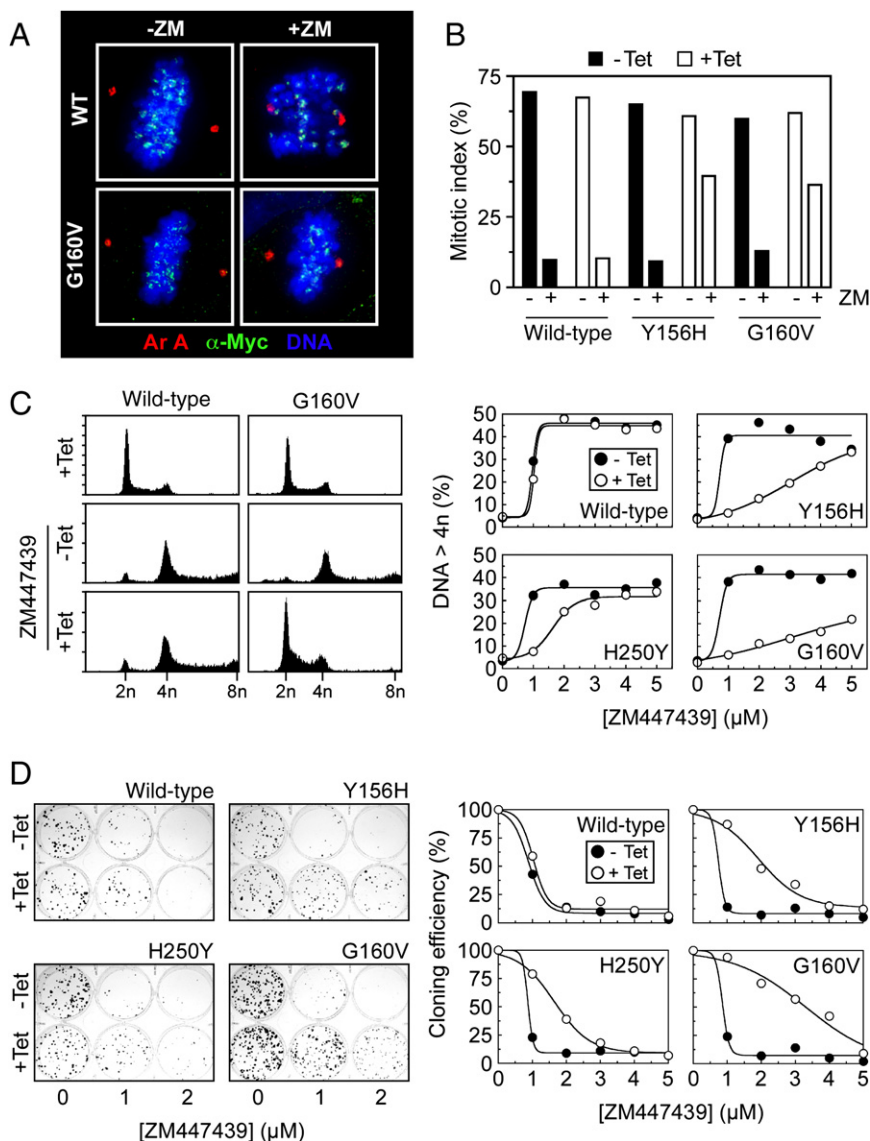 A
-ZM +ZM
WT
G160V
Ar A α-Myc DNA
B
- Tet +Tet
Mitotic index (%)
75
50
25
0
- + - + - + - + - + - + ZM
Wild-type Y156H G160V
C
Wild-type G160V
+Tet
ZM447439
-Tet
+Tet
2n 4n 8n 2n 4n 8n
DNA > 4n (%)
50
40
30
20
10
0
- Tet
+ Tet
Wild-type
Y156H
50
40
30
20
10
0
H250Y
G160V
0 1 2 3 4 5 0 1 2 3 4 5
[ZM447439] (μM)
D
Wild-type Y156H
-Tet
+Tet
H250Y G160V
-Tet
+Tet
0 1 2 0 1 2
[ZM447439] (μM)
Cloning efficiency (%)
100
75
50
25
0
Wild-type
- Tet
+ Tet
Y156H
100
75
50
25
0
H250Y
G160V
0 1 2 3 4 5 0 1 2 3 4 5
[ZM447439] (μM)